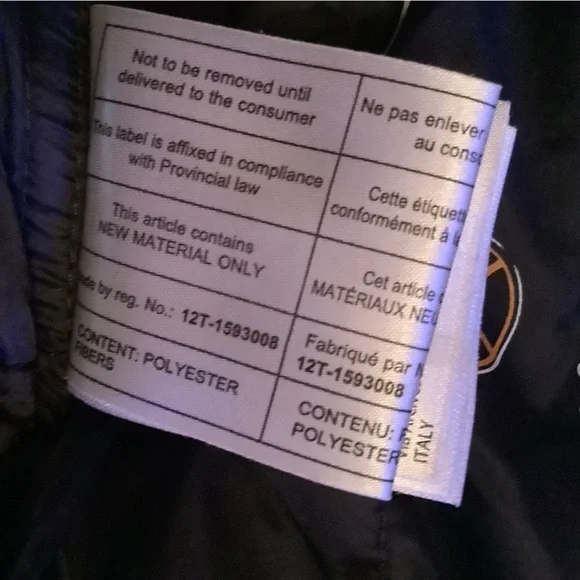 Not to be removed until
delivered to the consumer
Ne pas enlever
au cons
This label is affixed in compliance
with Provincial law
Cette étiquet
conformément à
This article contains
NEW MATERIAL ONLY
Cet article
MATÉRIAUX NEU
by reg. No.: 12T-1593008
Fabriqué par
12T-1593008
CONTENT: POLYESTER
FIBERS
CONTENU:
POLYESTER
ITALY